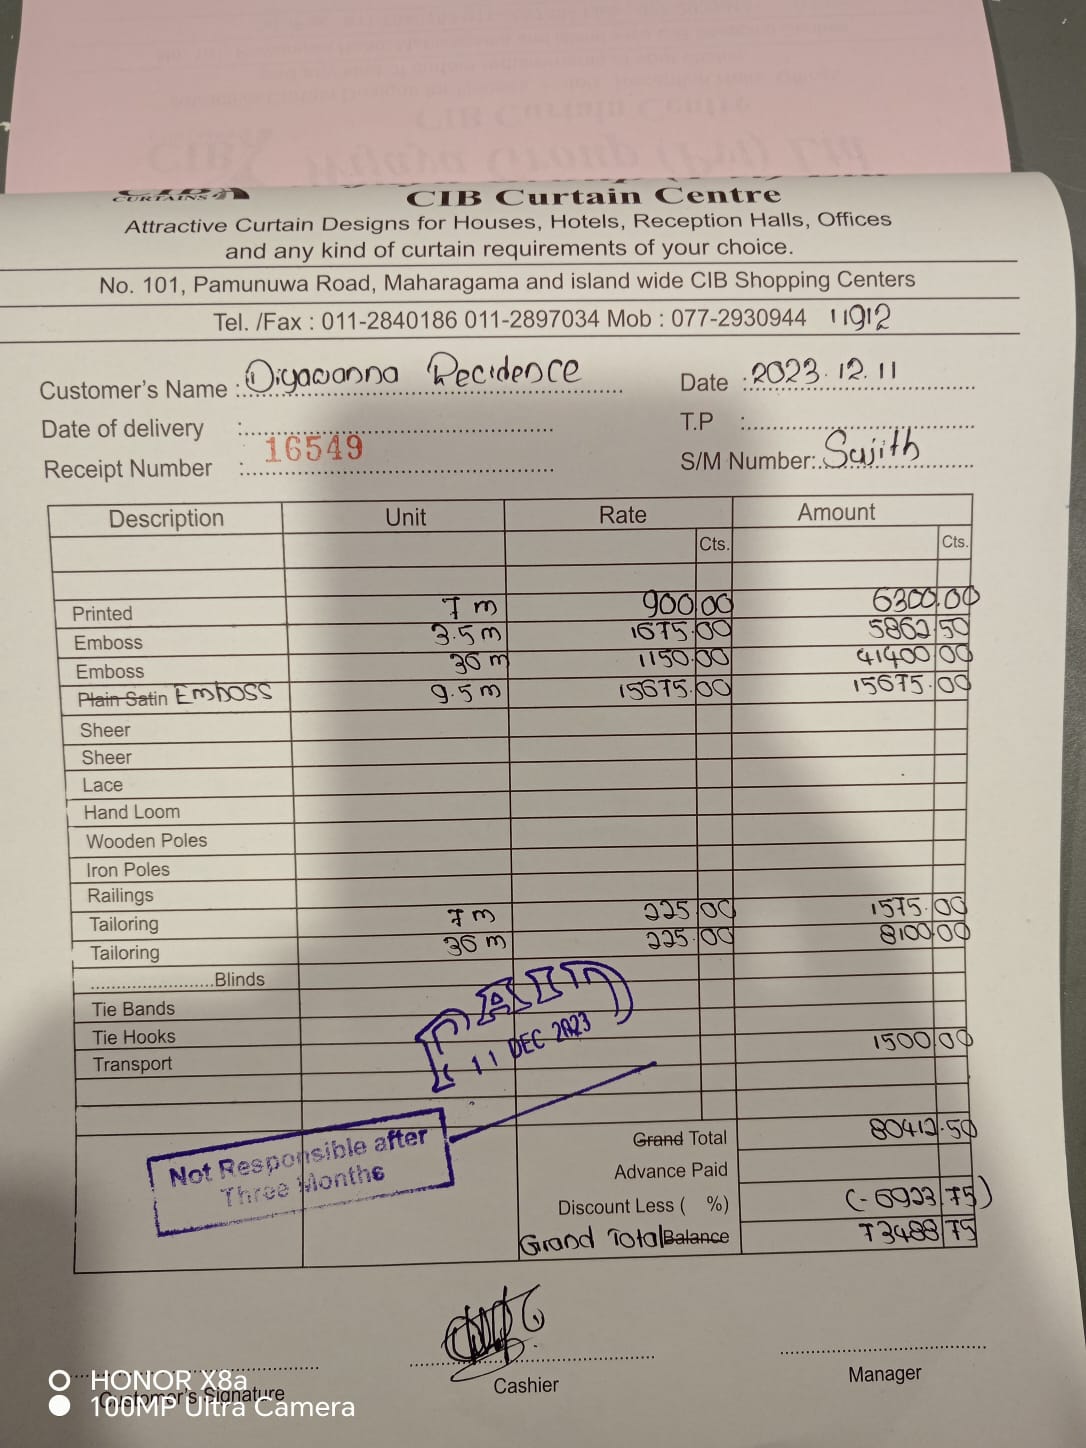 CURTAINS CIB Curtain Centre
Attractive Curtain Designs for Houses, Hotels, Reception Halls, Offices
and any kind of curtain requirements of your choice.
No. 101, Pamunuwa Road, Maharagama and island wide CIB Shopping Centers
Tel. /Fax : 011-2840186 011-2897034 Mob : 077-2930944 11912
Customer's Name : Diyawanna Recidence Date : 2023.12.11
Date of delivery : T.P :
Receipt Number : 16549 S/M Number: Sujith
Description Unit Rate Amount
Cts. Cts.
Printed 7 m 900.00 6300.00
Emboss 3.5 m 1675.00 5862.50
Emboss 36 m 1150.00 41400.00
Plain Satin Emboss 9.5 m 15675.00 15675.00
Sheer
Sheer
Lace
Hand Loom
Wooden Poles
Iron Poles
Railings
Tailoring 7 m 225.00 1575.00
Tailoring 36 m 225.00 8100.00
........................Blinds
Tie Bands
Tie Hooks
Transport 1500.00
PAID
11 DEC 2023
Grand Total 80412.50
Advance Paid
Discount Less ( %) (-6923.75)
Grand Total Balance 73488.75
Not Responsible after
Three Months
Customer's Signature Cashier Manager
HONOR X8a
100MP Ultra Camera